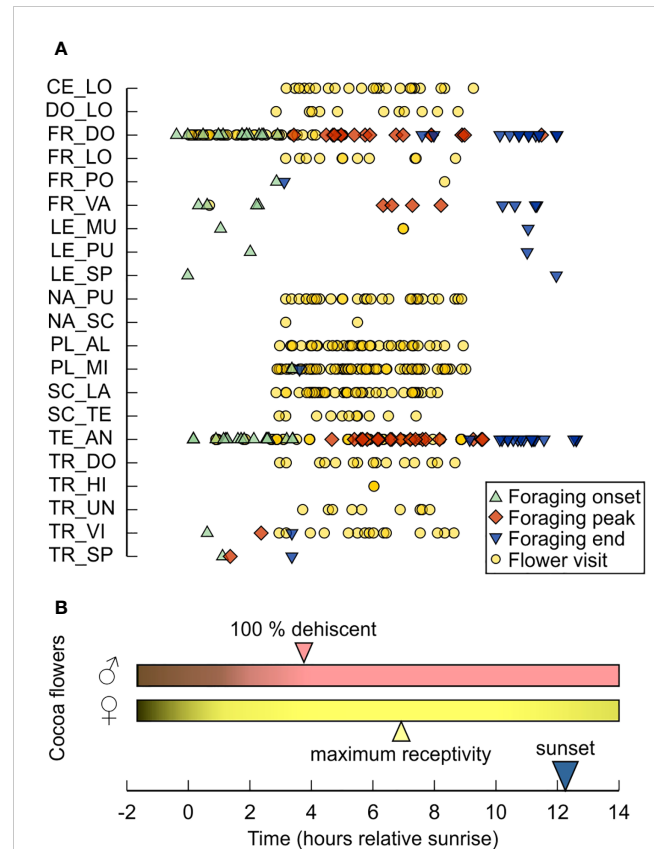 A
CE_LO
DO_LO
FR_DO
FR_LO
FR_PO
FR_VA
LE_MU
LE_PU
LE_SP
NA_PU
NA_SC
PL_AL
PL_MI
SC_LA
SC_TE
TE_AN
TR_DO
TR_HI
TR_UN
TR_VI
TR_SP
Foraging onset
Foraging peak
Foraging end
Flower visit
B
100 % dehiscent
♂
♀
Cocoa flowers
maximum receptivity
sunset
-2 0 2 4 6 8 10 12 14
Time (hours relative sunrise)